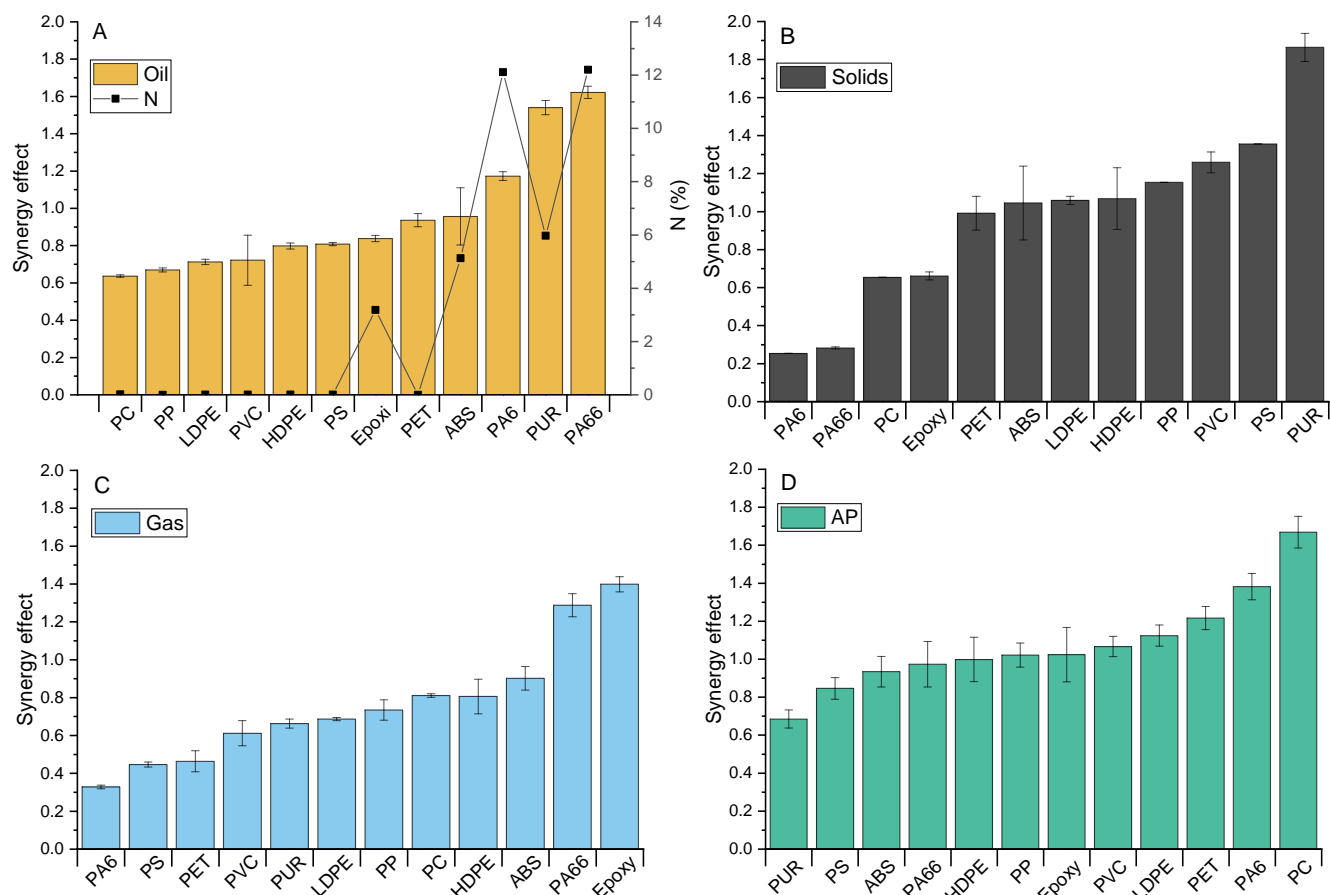 A
Oil
N
Synergy effect
2.0
1.8
1.6
1.4
1.2
1.0
0.8
0.6
0.4
0.2
0.0
14
12
10
8
6
4
2
0
N (%)
PC PP LDPE PVC HDPE PS Epoxi PET ABS PA6 PUR PA66
B
Solids
Synergy effect
2.0
1.8
1.6
1.4
1.2
1.0
0.8
0.6
0.4
0.2
0.0
PA6 PA66 PC Epoxy PET ABS LDPE HDPE PP PVC PS PUR
C
Gas
Synergy effect
2.0
1.8
1.6
1.4
1.2
1.0
0.8
0.6
0.4
0.2
0.0
PA6 PS PET PVC PUR LDPE PP PC HDPE ABS PA66 Epoxy
D
AP
Synergy effect
2.0
1.8
1.6
1.4
1.2
1.0
0.8
0.6
0.4
0.2
0.0
PUR PS ABS PA66 HDPE PP Epoxy PVC LDPE PET PA6 PC